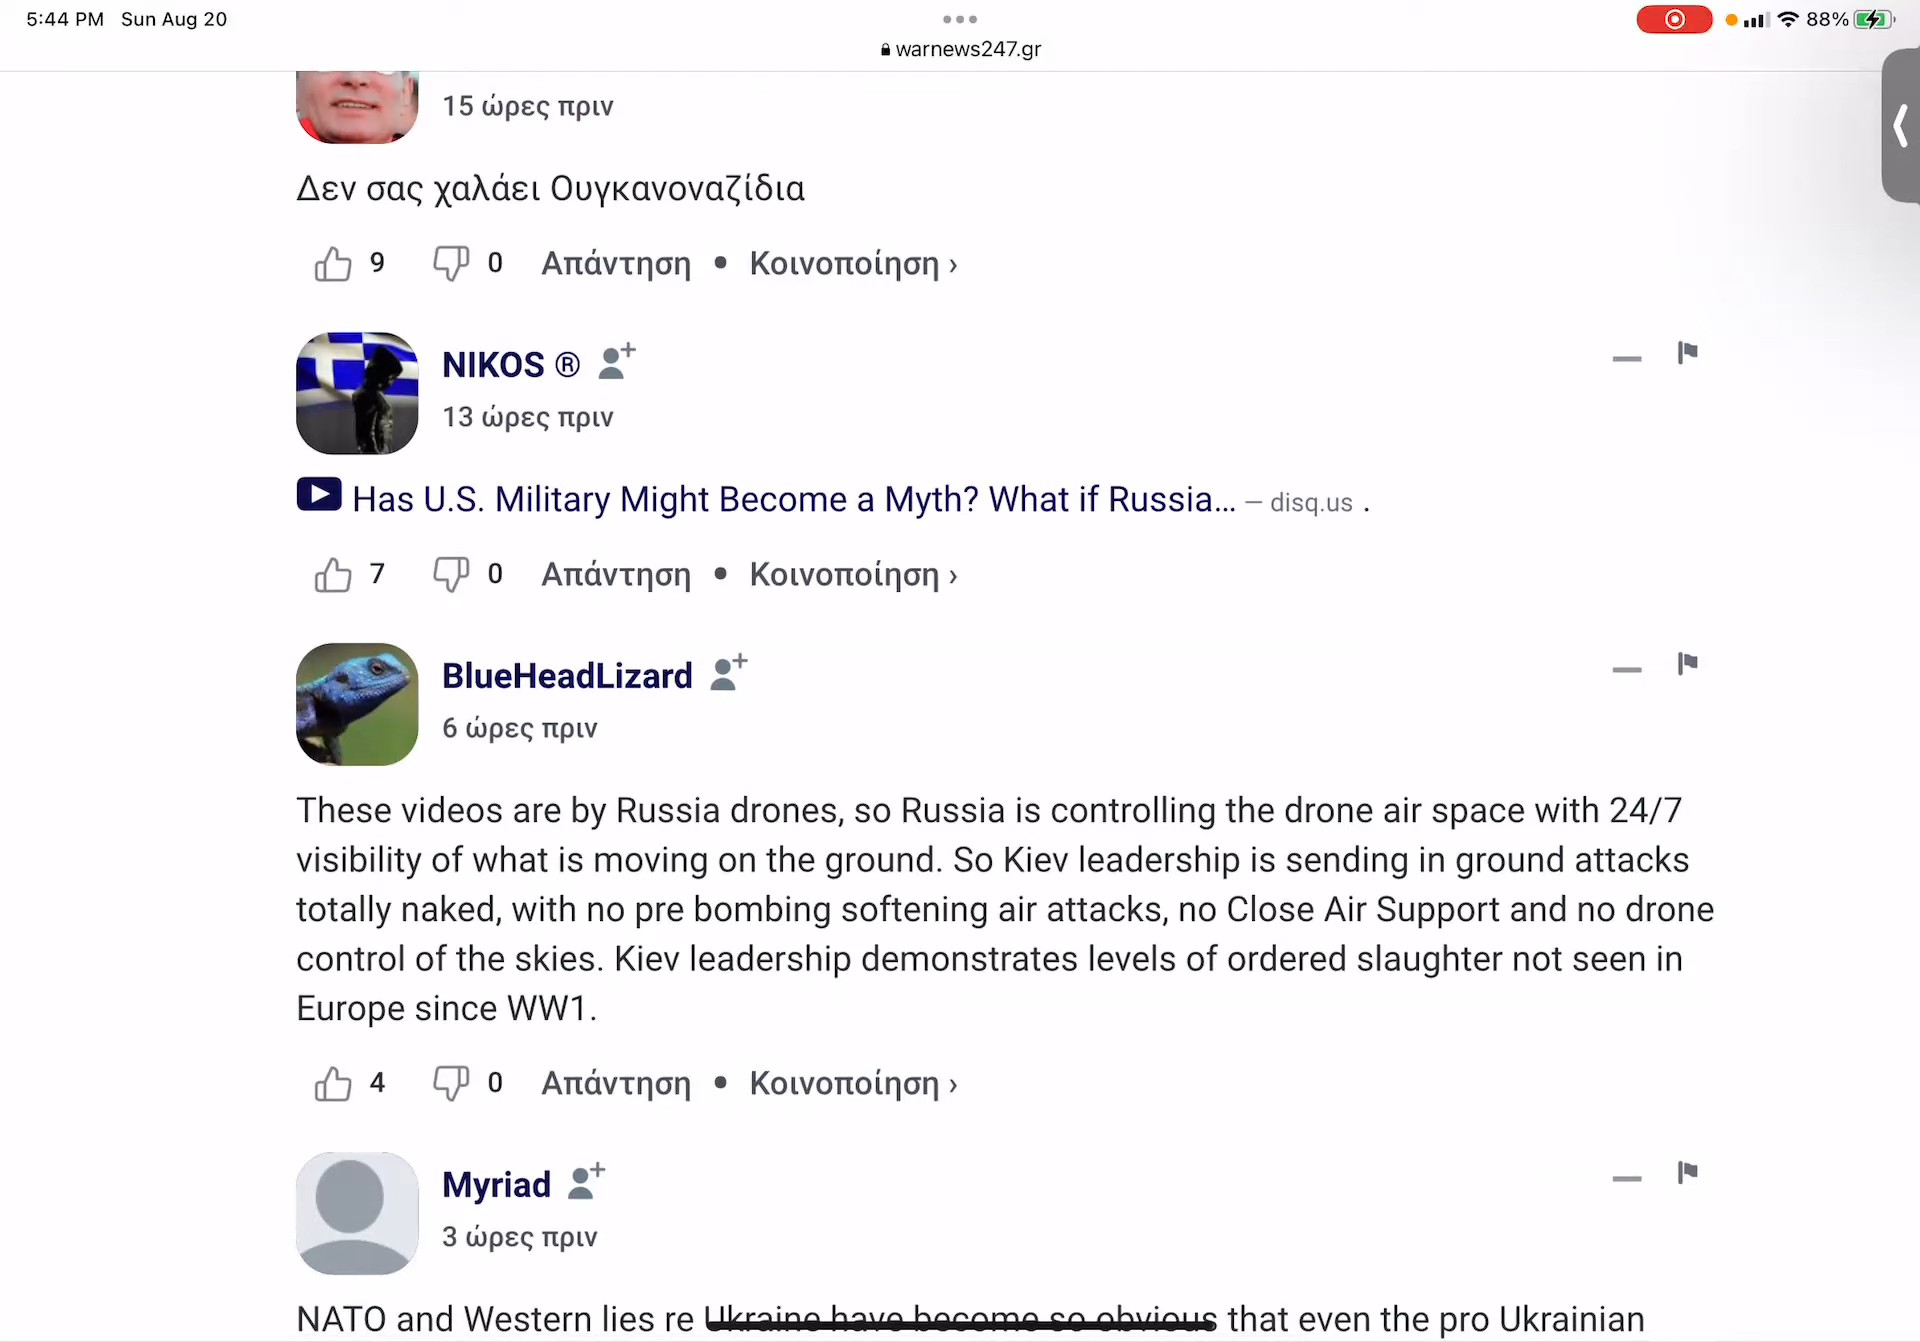 5:44 PM Sun Aug 20
88%
warnews247.gr
15 ώρες πριν
Δεν σας χαλάει Ουγκανοναζίδια
9 0 Απάντηση • Κοινοποίηση ›
NIKOS ®
13 ώρες πριν
Has U.S. Military Might Become a Myth? What if Russia... — disq.us .
7 0 Απάντηση • Κοινοποίηση ›
BlueHeadLizard
6 ώρες πριν
These videos are by Russia drones, so Russia is controlling the drone air space with 24/7
visibility of what is moving on the ground. So Kiev leadership is sending in ground attacks
totally naked, with no pre bombing softening air attacks, no Close Air Support and no drone
control of the skies. Kiev leadership demonstrates levels of ordered slaughter not seen in
Europe since WW1.
4 0 Απάντηση • Κοινοποίηση ›
Myriad
3 ώρες πριν
NATO and Western lies re Ukraine have become so obvious that even the pro Ukrainian